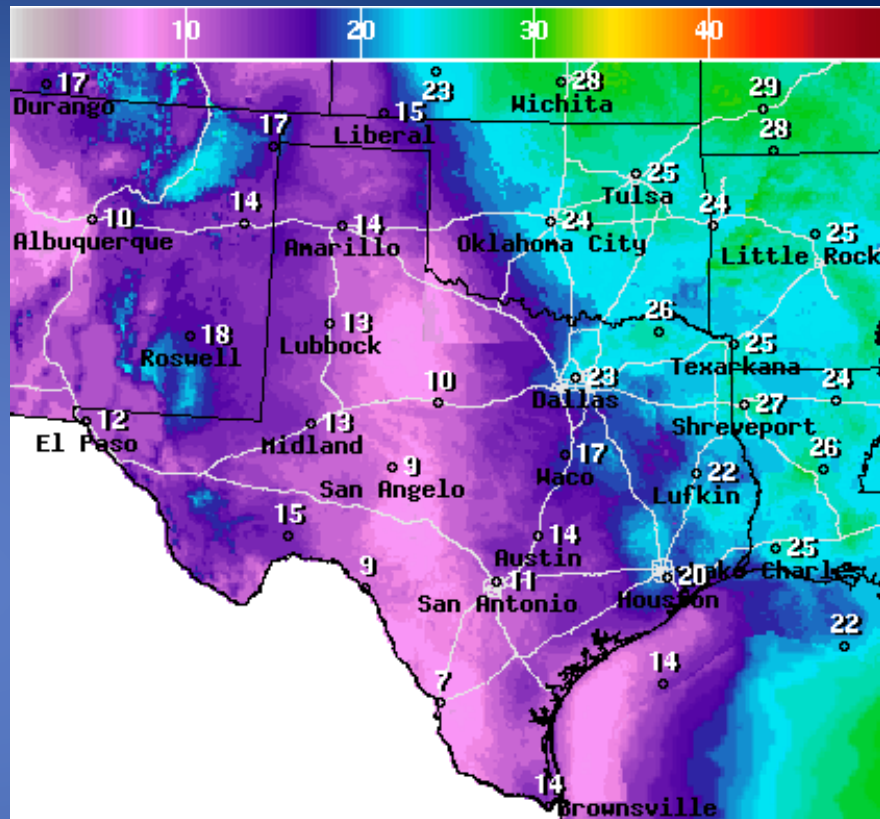 10 20 30 40
17 Durango
23
28 Wichita
29
15 Liberal
17
28
25 Tulsa
10 Albuquerque
14
14 Amarillo
24 Oklahoma City
24
25 Little Rock
18 Roswell
13 Lubbock
26
25 Texarkana
10
23 Dallas
27 Shreveport
24
12 El Paso
13 Midland
9 San Angelo
17 Waco
22 Lufkin
26
15
14 Austin
25
9
11 San Antonio
20 Houston
Lake Charles
22
7
14
14 Brownsville